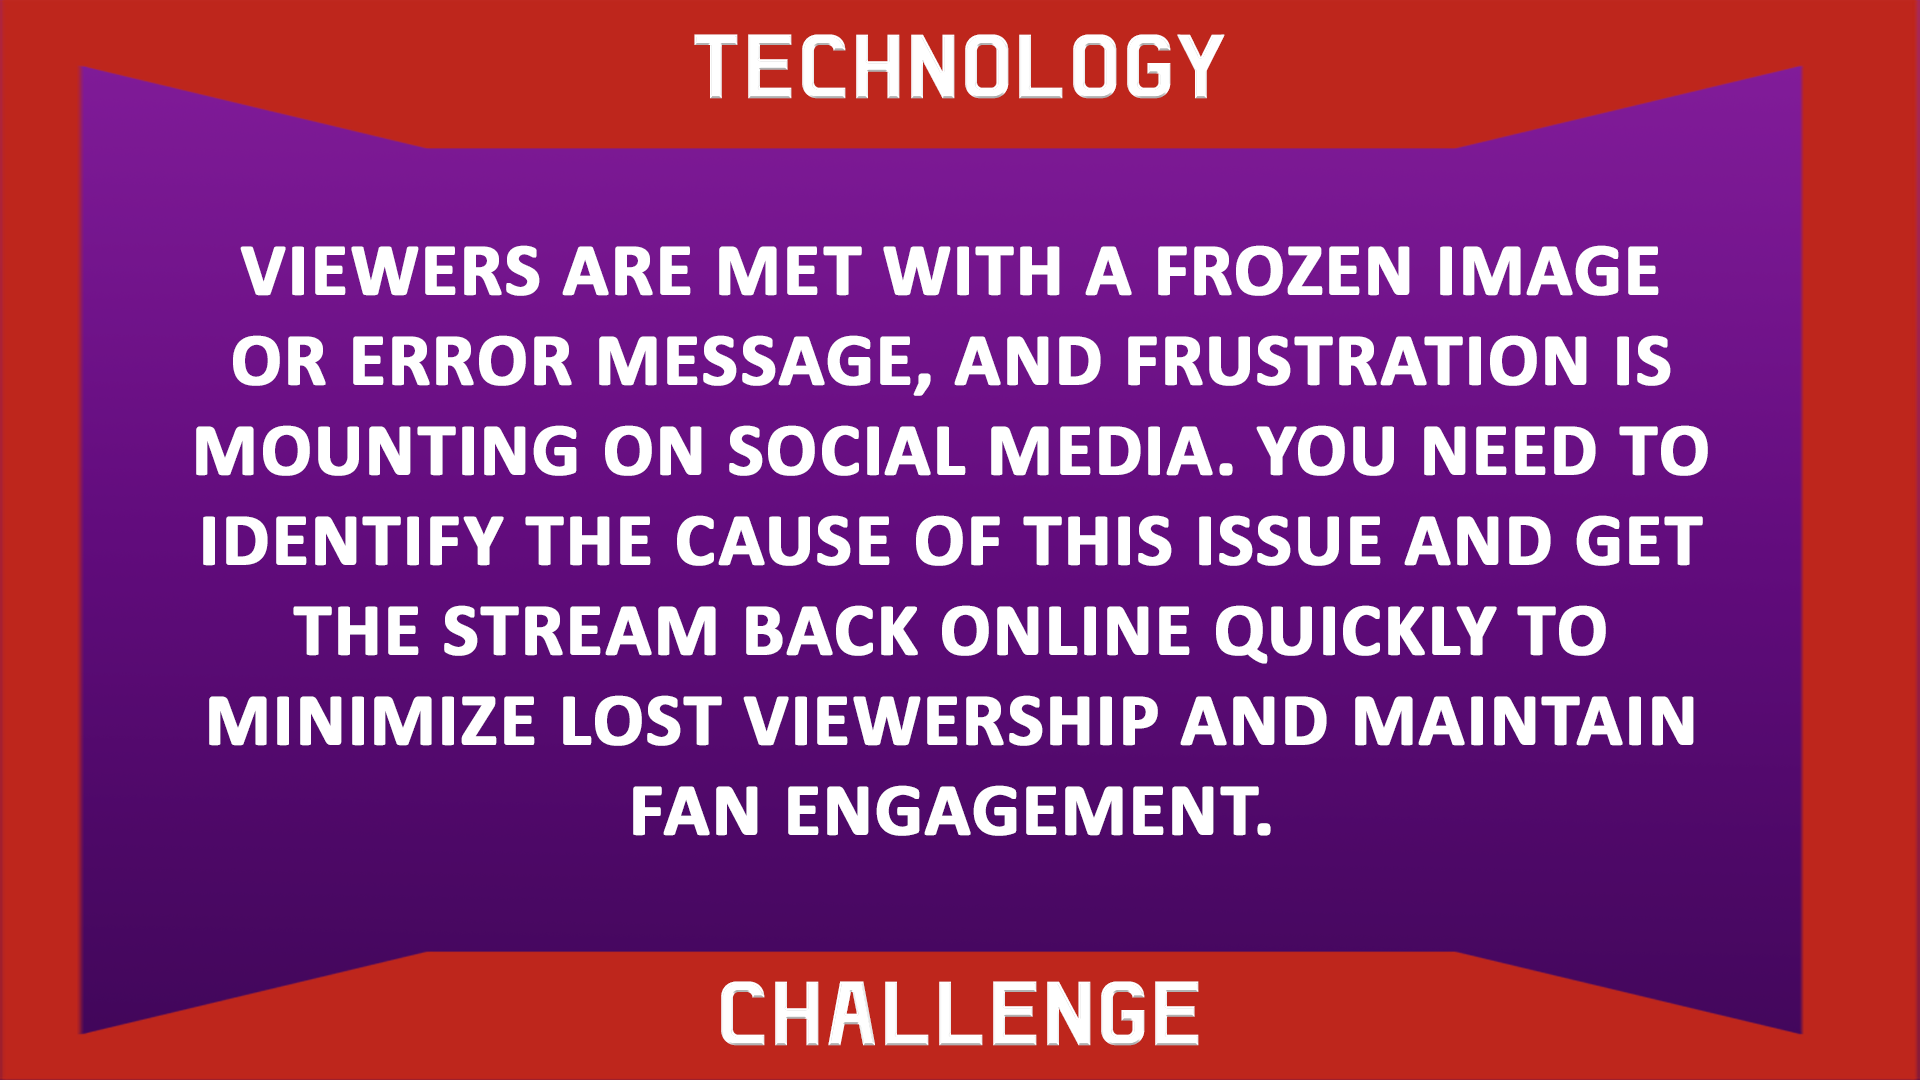 TECHNOLOGY
VIEWERS ARE MET WITH A FROZEN IMAGE
OR ERROR MESSAGE, AND FRUSTRATION IS
MOUNTING ON SOCIAL MEDIA. YOU NEED TO
IDENTIFY THE CAUSE OF THIS ISSUE AND GET
THE STREAM BACK ONLINE QUICKLY TO
MINIMIZE LOST VIEWERSHIP AND MAINTAIN
FAN ENGAGEMENT.
CHALLENGE